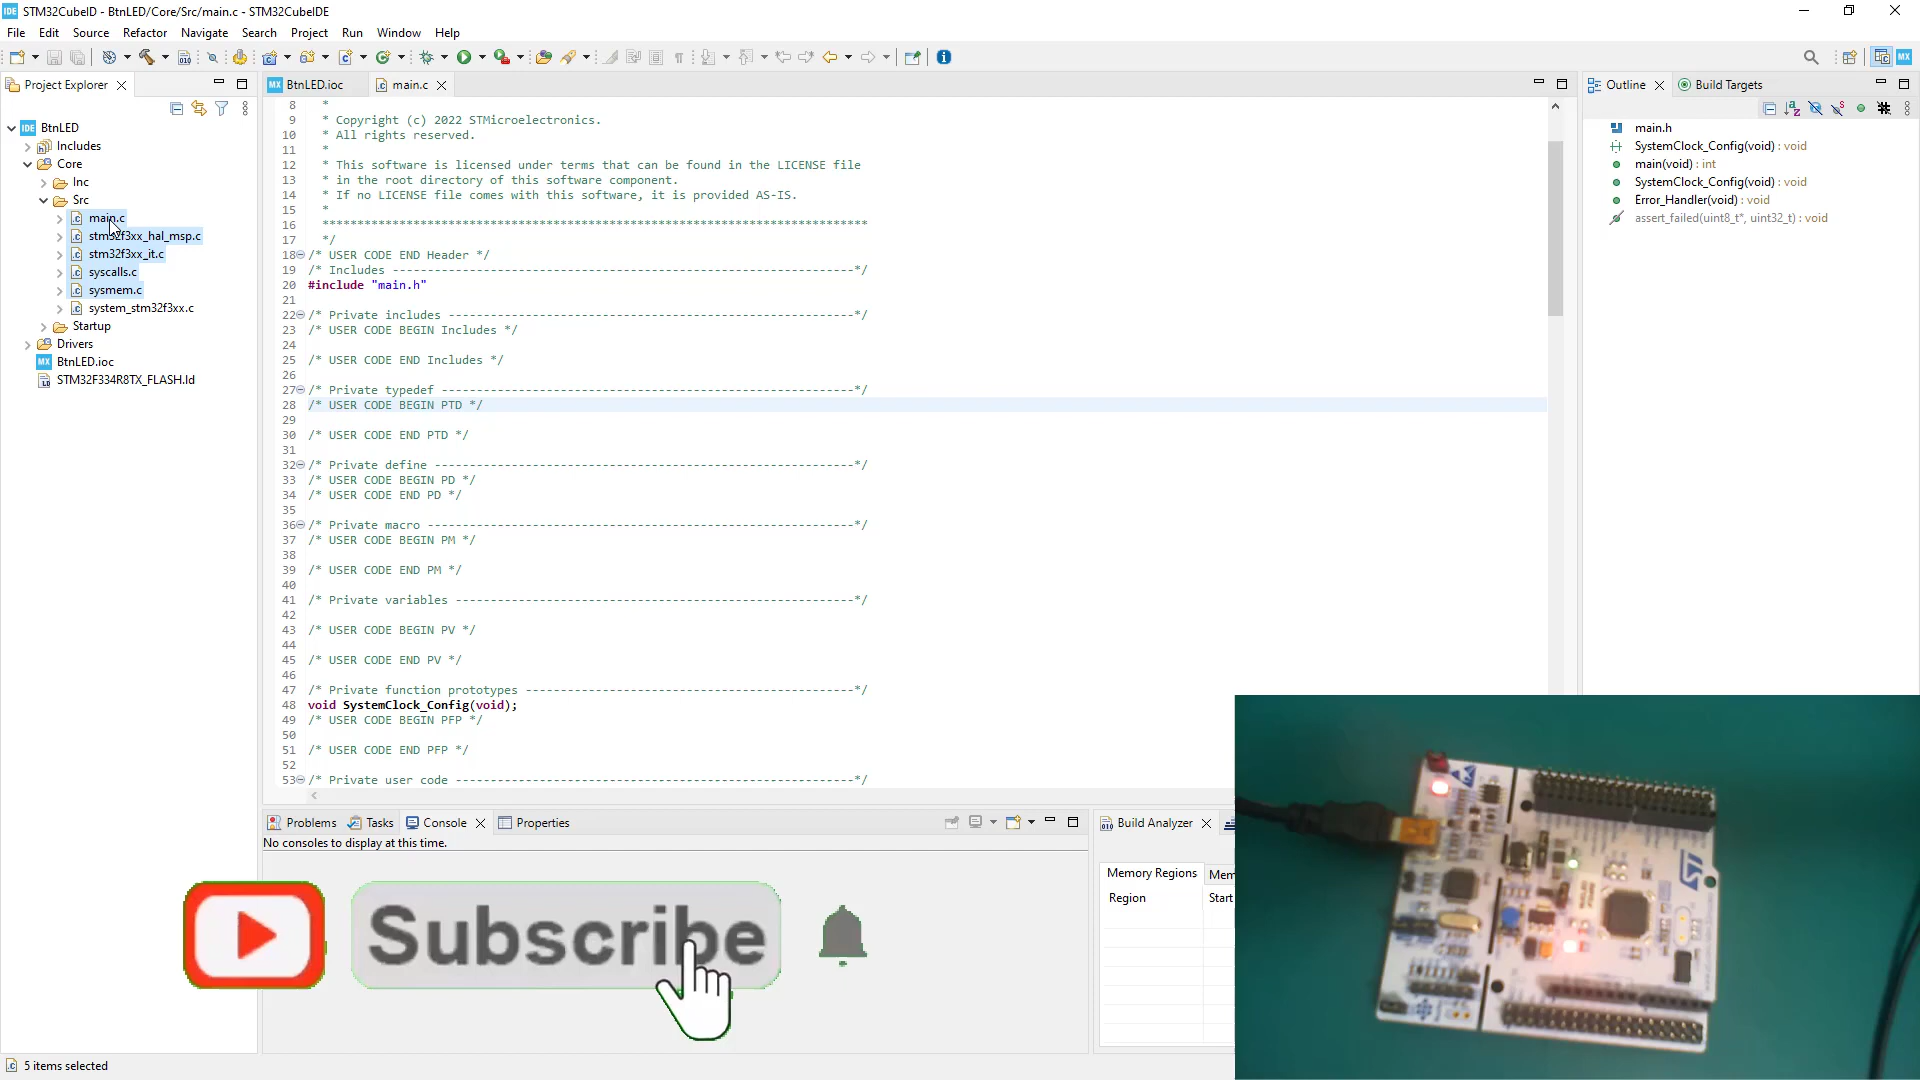 IDE STM32CubeID - BtnLED/Core/Src/main.c - STM32CubeIDE
File Edit Source Refactor Navigate Search Project Run Window Help
Project Explorer
IDE BtnLED
Includes
Core
Inc
Src
main.c
stm32f3xx_hal_msp.c
stm32f3xx_it.c
syscalls.c
sysmem.c
system_stm32f3xx.c
Startup
Drivers
MX BtnLED.ioc
STM32F334R8TX_FLASH.ld
MX BtnLED.ioc main.c
8 *
9 * Copyright (c) 2022 STMicroelectronics.
10 * All rights reserved.
11 *
12 * This software is licensed under terms that can be found in the LICENSE file
13 * in the root directory of this software component.
14 * If no LICENSE file comes with this software, it is provided AS-IS.
15 *
16 ******************************************************************************
17 */
18 /* USER CODE END Header */
19 /* Includes ------------------------------------------------------------------*/
20 #include "main.h"
21
22 /* Private includes ----------------------------------------------------------*/
23 /* USER CODE BEGIN Includes */
24
25 /* USER CODE END Includes */
26
27 /* Private typedef -----------------------------------------------------------*/
28 /* USER CODE BEGIN PTD */
29
30 /* USER CODE END PTD */
31
32 /* Private define ------------------------------------------------------------*/
33 /* USER CODE BEGIN PD */
34 /* USER CODE END PD */
35
36 /* Private macro -------------------------------------------------------------*/
37 /* USER CODE BEGIN PM */
38
39 /* USER CODE END PM */
40
41 /* Private variables ---------------------------------------------------------*/
42
43 /* USER CODE BEGIN PV */
44
45 /* USER CODE END PV */
46
47 /* Private function prototypes -----------------------------------------------*/
48 void SystemClock_Config(void);
49 /* USER CODE BEGIN PFP */
50
51 /* USER CODE END PFP */
52
53 /* Private user code ---------------------------------------------------------*/
Outline Build Targets
main.h
SystemClock_Config(void) : void
main(void) : int
SystemClock_Config(void) : void
Error_Handler(void) : void
assert_failed(uint8_t*, uint32_t) : void
Problems Tasks Console Properties
No consoles to display at this time.
Build Analyzer
Memory Regions Mem
Region Start
Subscribe
5 items selected